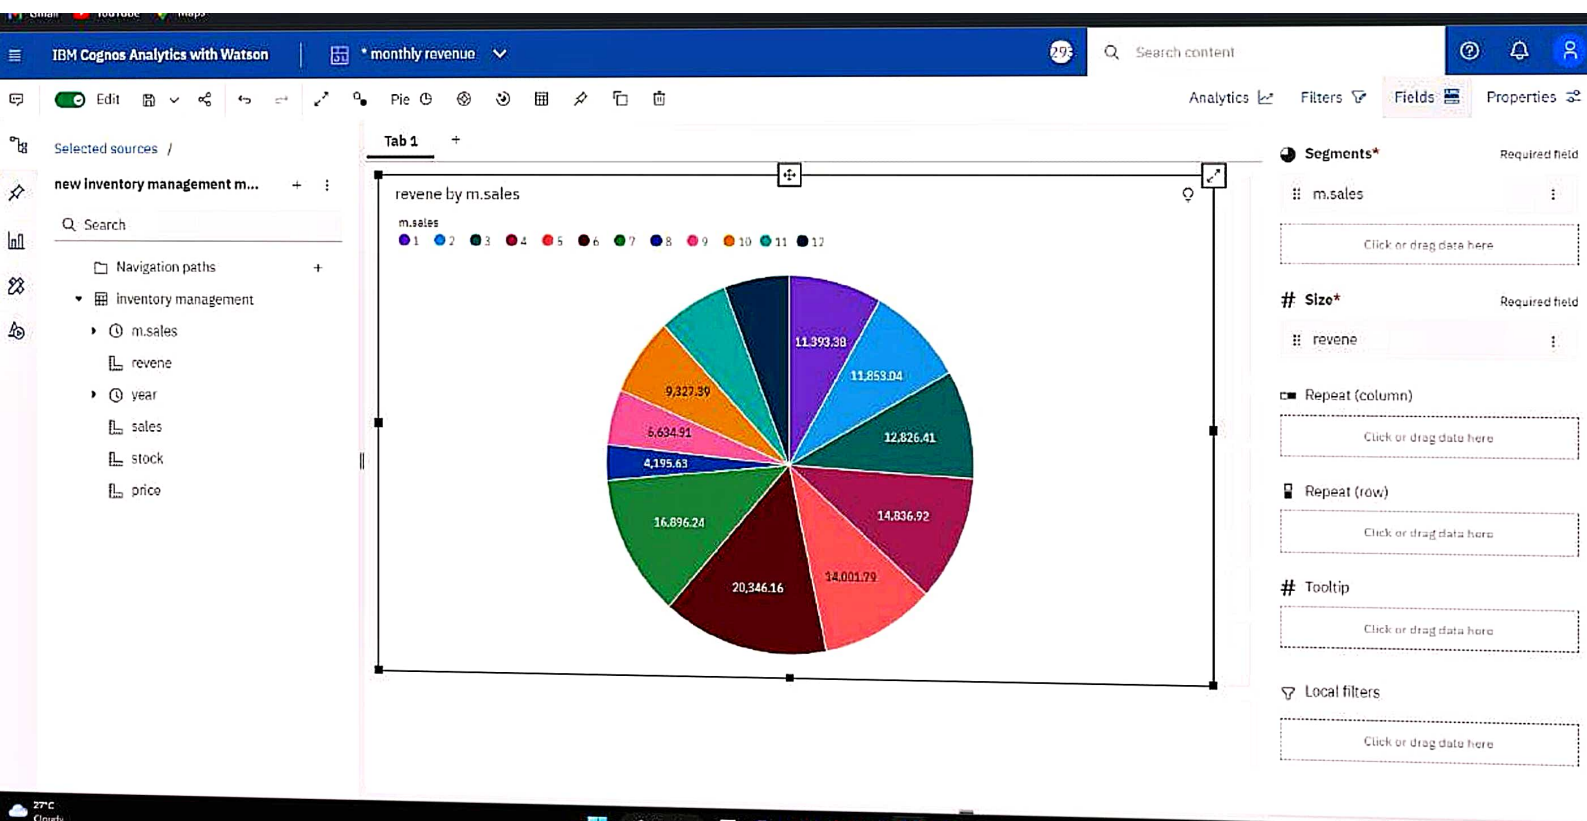 Gmail YouTube Maps
IBM Cognos Analytics with Watson * monthly revenue 293 Search content
Edit Pie Analytics Filters Fields Properties
Selected sources /
new inventory management m...
Search
Navigation paths
inventory management
m.sales
revene
year
sales
stock
price
Tab 1
revene by m.sales
m.sales
1 2 3 4 5 6 7 8 9 10 11 12
11,393.38
11,853.04
12,826.41
14,836.92
14,001.79
20,346.16
16,896.24
4,195.63
6,634.91
9,327.39
Segments* Required field
m.sales
Click or drag data here
Size* Required field
revene
Repeat (column)
Click or drag data here
Repeat (row)
Click or drag data here
Tooltip
Click or drag data here
Local filters
Click or drag data here
27°C
Cloudy